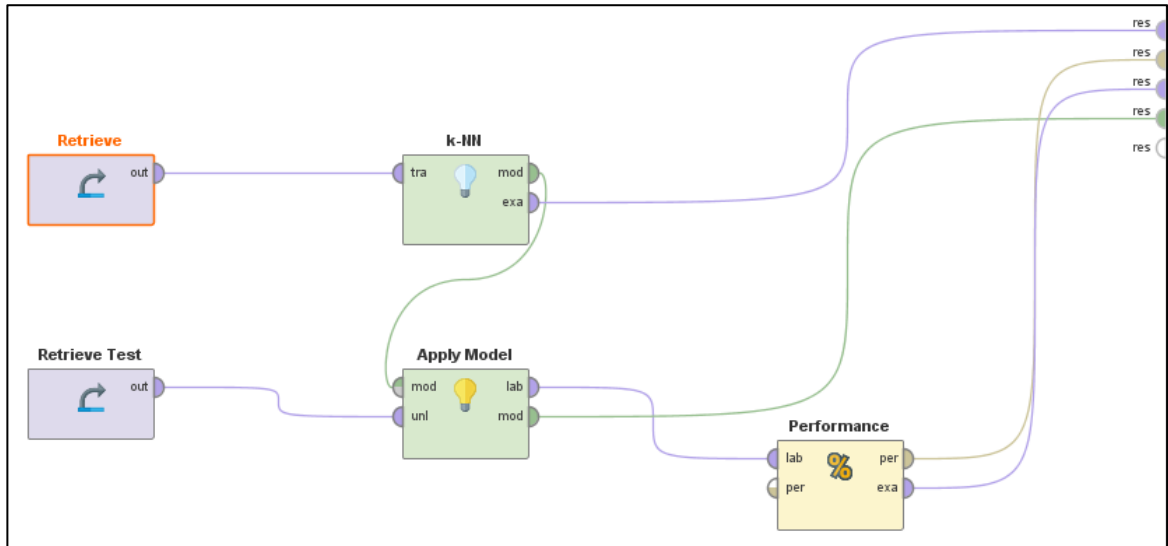 res
res
res
res
res
Retrieve
out
k-NN
tra
mod
exa
Retrieve Test
out
Apply Model
mod
lab
unl
mod
Performance
%
lab
per
per
exa